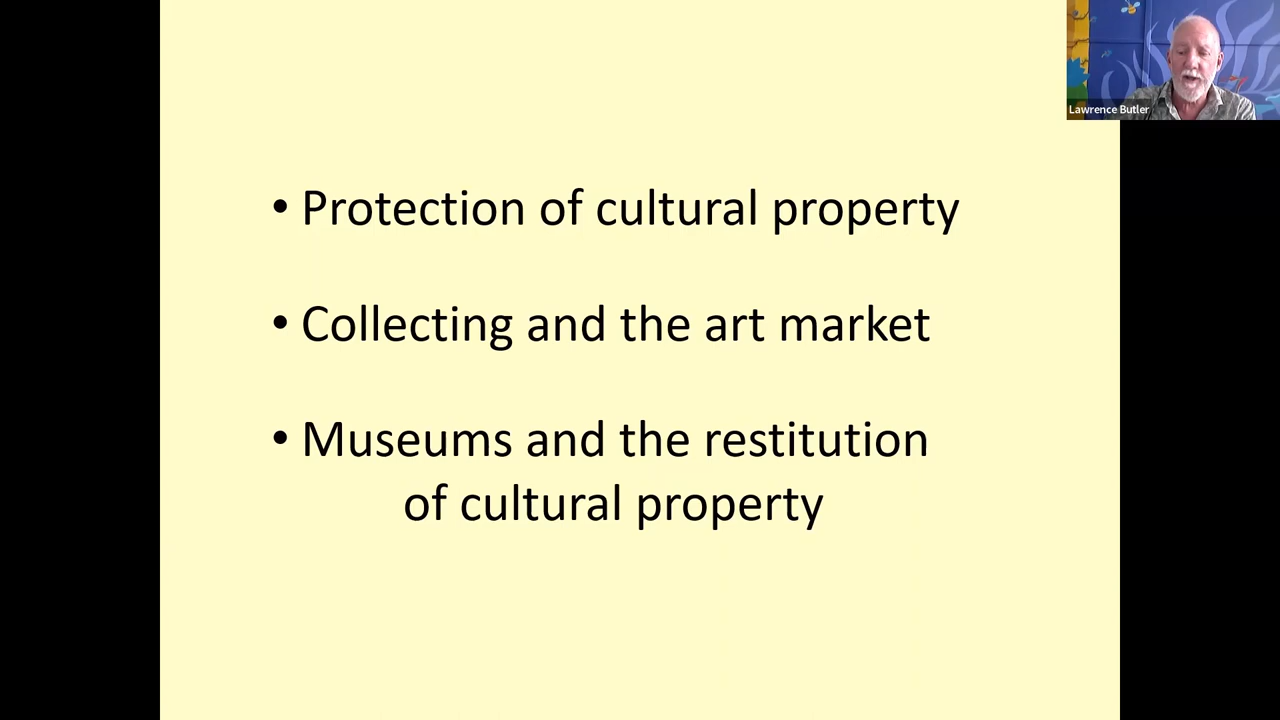 Lawrence Butler
• Protection of cultural property
• Collecting and the art market
• Museums and the restitution
of cultural property